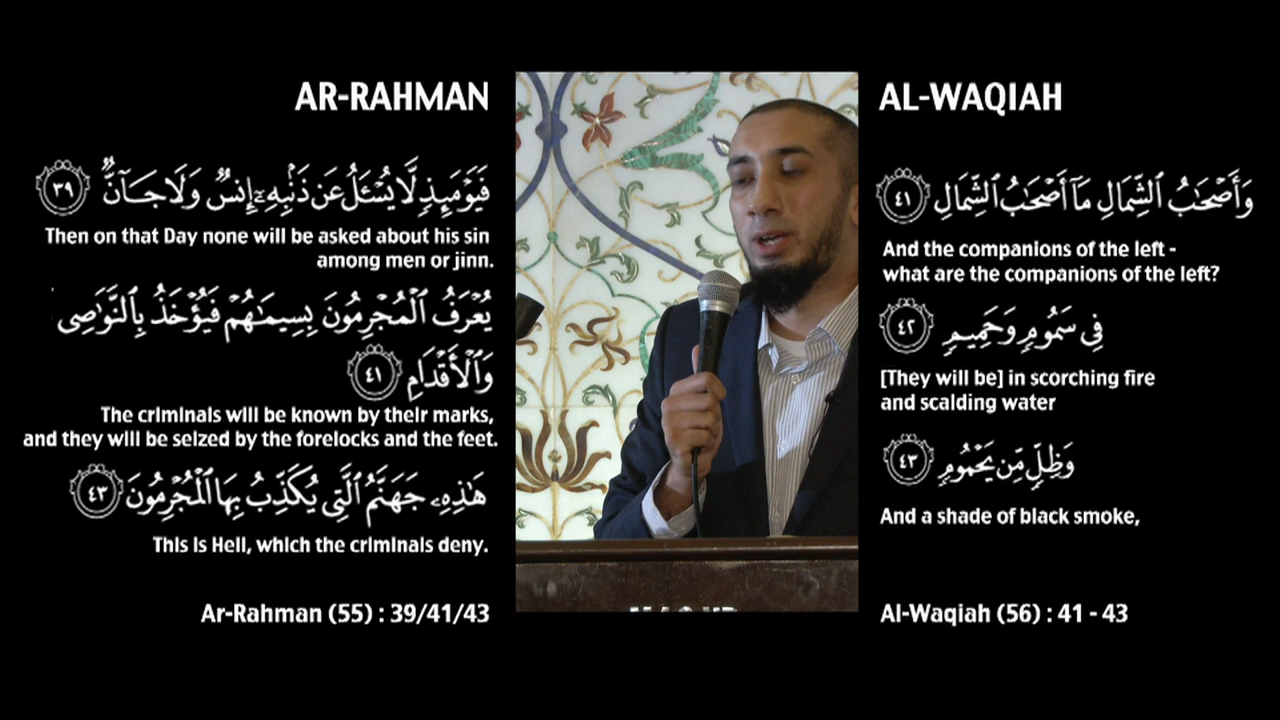 AR-RAHMAN
فَيَوْمَئِذٍ لَّا يُسْـَٔلُ عَن ذَنۢبِهِۦٓ إِنسٌ وَلَا جَآنٌّ ٣٩
Then on that Day none will be asked about his sin
among men or jinn.
يُعْرَفُ ٱلْمُجْرِمُونَ بِسِيمَٰهُمْ فَيُؤْخَذُ بِٱلنَّوَٰصِى
وَٱلْأَقْدَامِ ٤١
The criminals will be known by their marks,
and they will be seized by the forelocks and the feet.
هَٰذِهِۦ جَهَنَّمُ ٱلَّتِى يُكَذِّبُ بِهَا ٱلْمُجْرِمُونَ ٤٣
This is Hell, which the criminals deny.
Ar-Rahman (55) : 39/41/43
AL-WAQIAH
وَأَصْحَٰبُ ٱلشِّمَالِ مَآ أَصْحَٰبُ ٱلشِّمَالِ ٤١
And the companions of the left -
what are the companions of the left?
فِى سَمُومٍ وَحَمِيمٍ ٤٢
[They will be] in scorching fire
and scalding water
وَظِلٍّ مِّن يَحْمُومٍ ٤٣
And a shade of black smoke,
Al-Waqiah (56) : 41 - 43